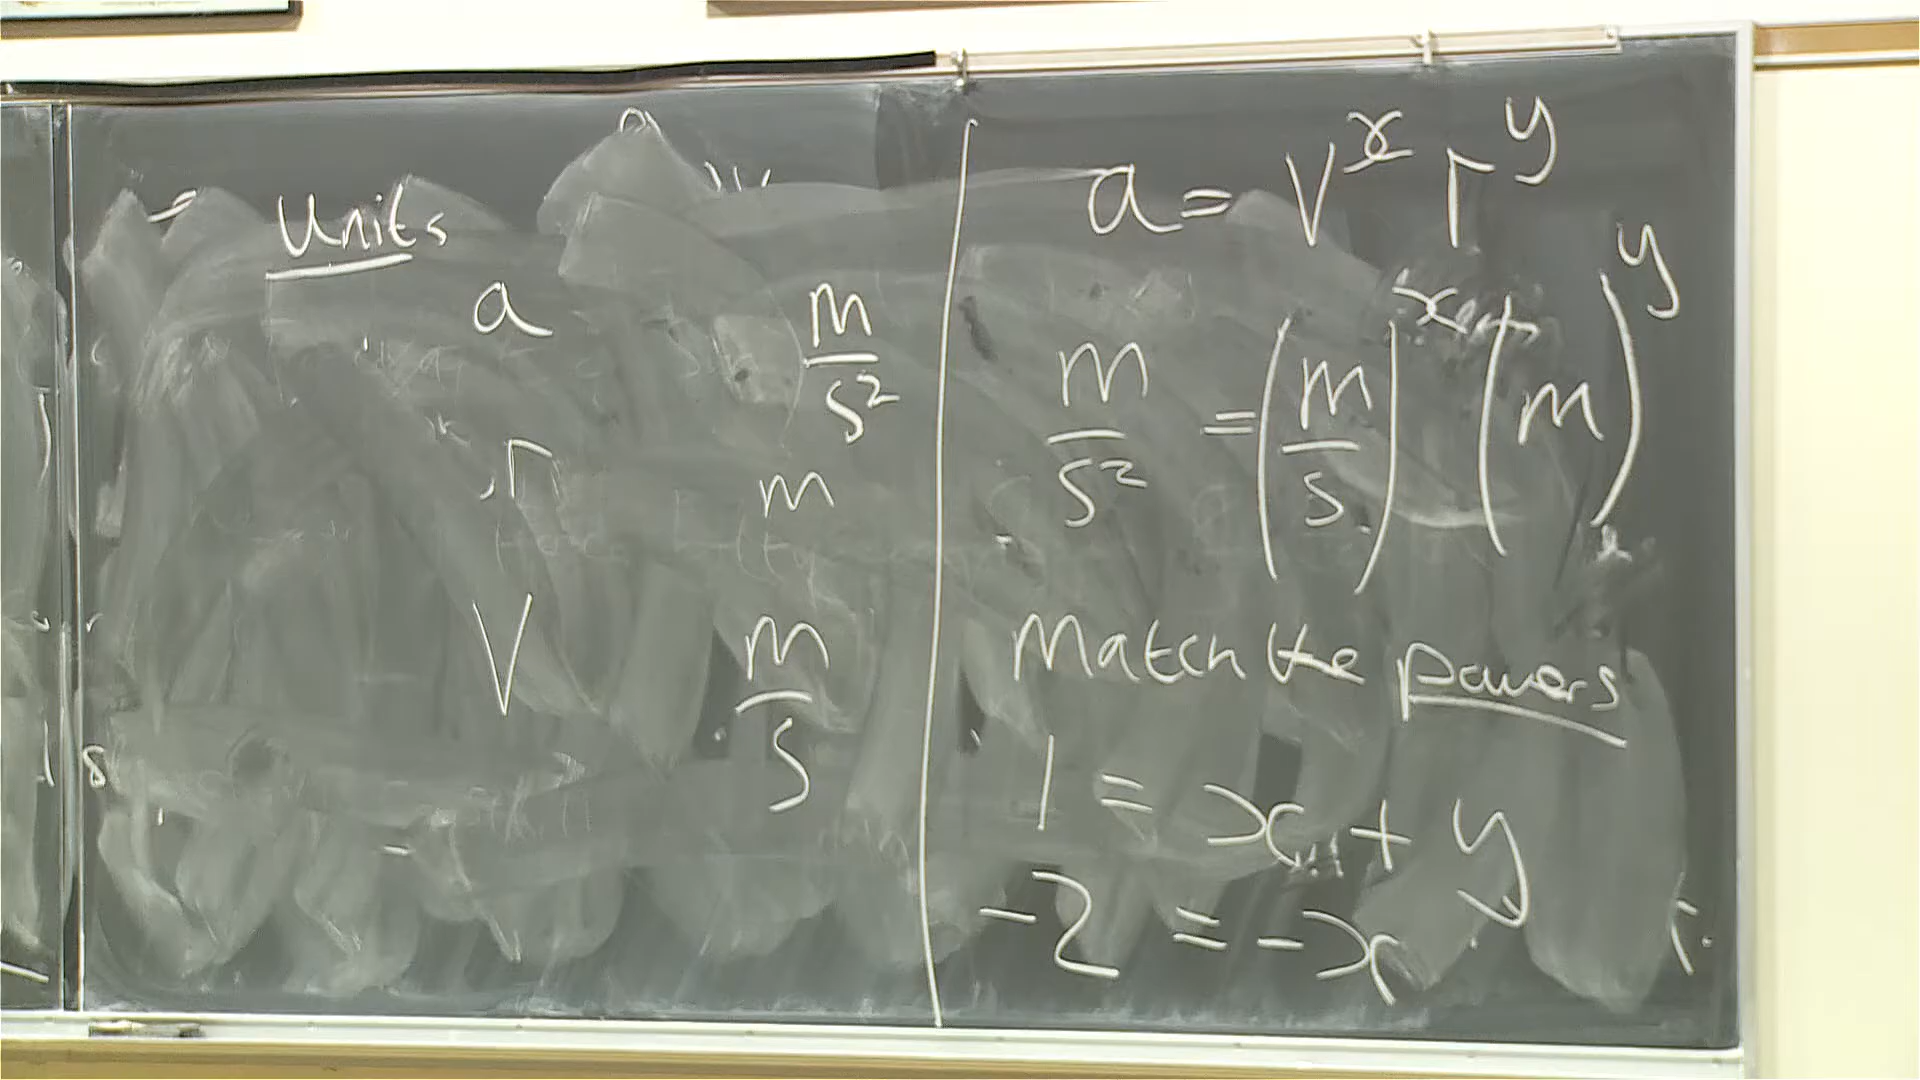 Units
a m/s²
r m
V m/s
a = V^x r^y
m/s² = (m/s)^x (m)^y
Match the powers
1 = x + y
-2 = -x